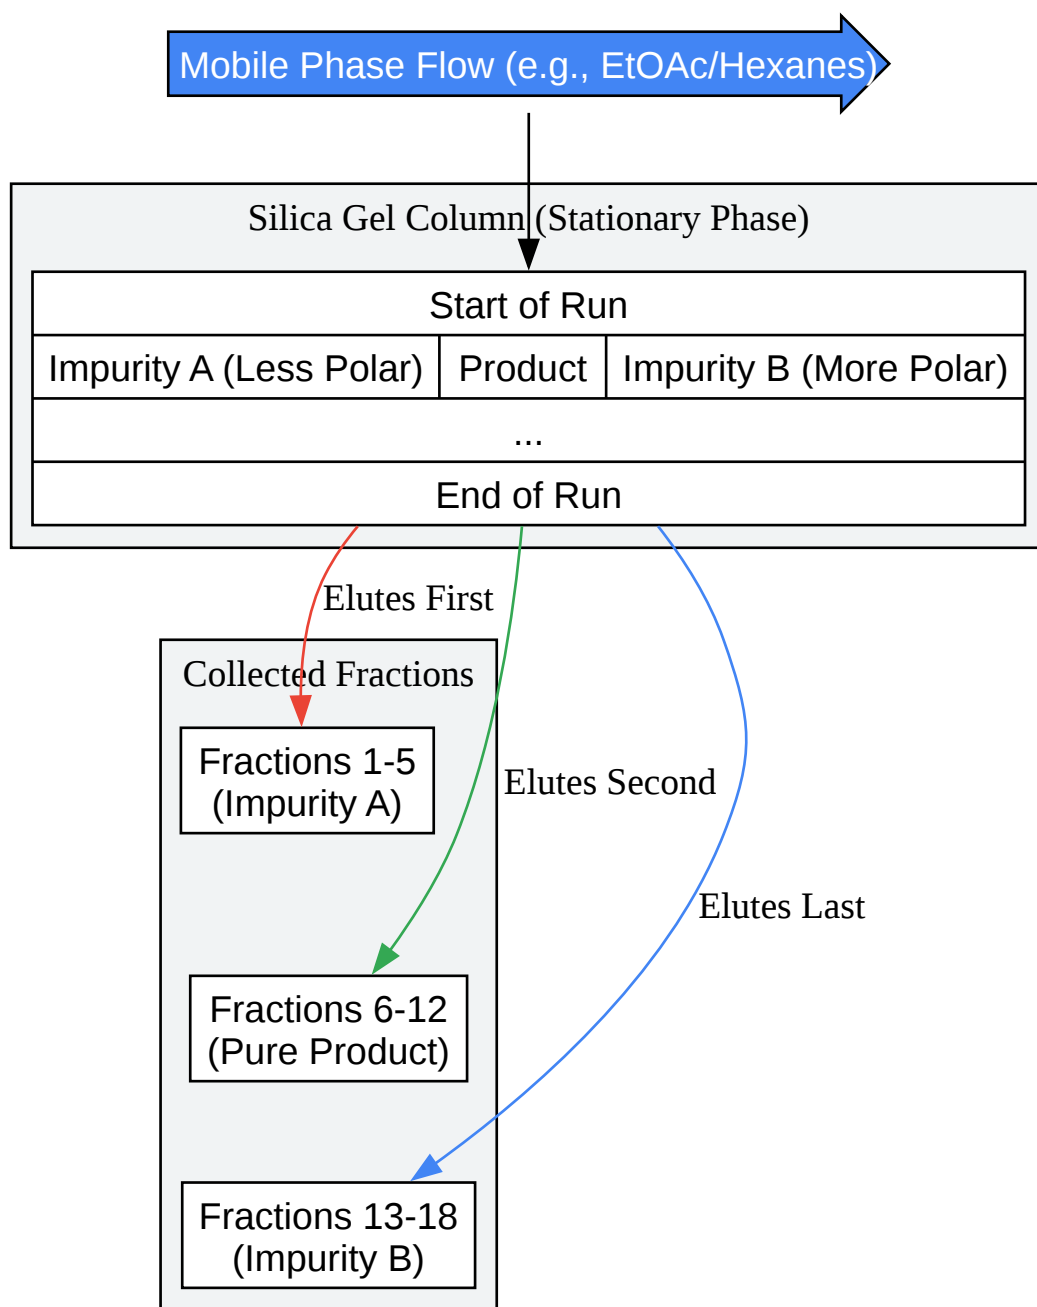 Mobile Phase Flow (e.g., EtOAc/Hexanes)
Silica Gel Column (Stationary Phase)
Start of Run
Impurity A (Less Polar)
Product
Impurity B (More Polar)
...
End of Run
Elutes First
Collected Fractions
Fractions 1-5
(Impurity A)
Elutes Second
Elutes Last
Fractions 6-12
(Pure Product)
Fractions 13-18
(Impurity B)